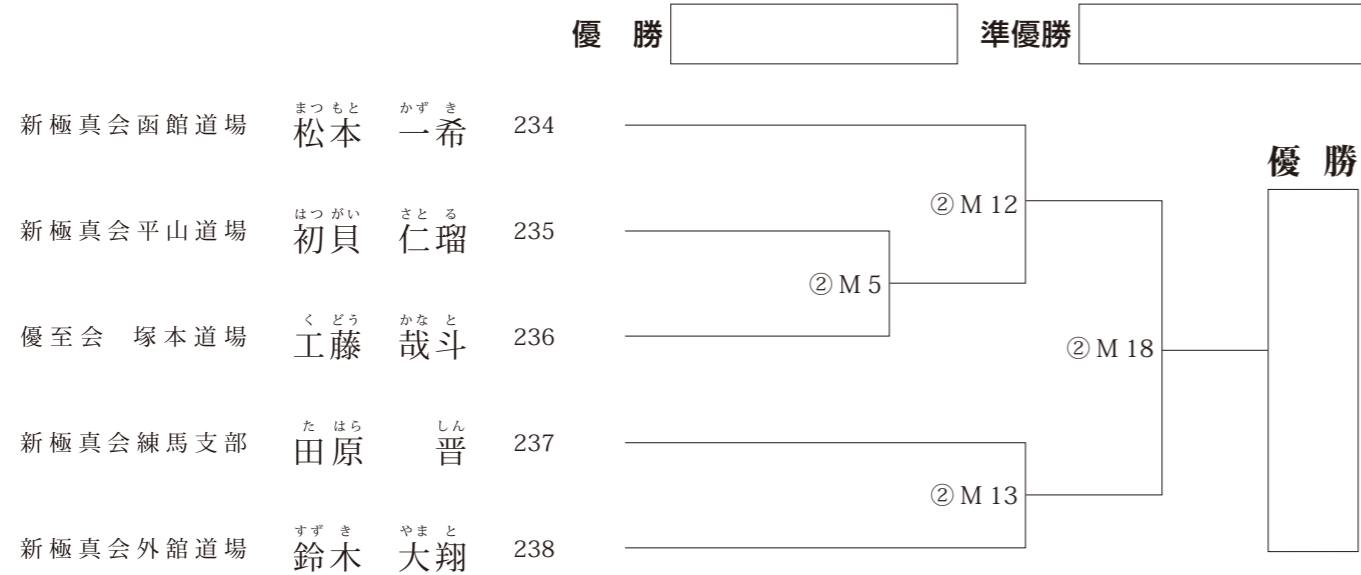 優 勝 準優勝
まつもと かずき
新極真会函館道場 松本 一希 234
優勝
②M 12
はつがい さとる
新極真会平山道場 初貝 仁瑠 235
②M 5
くどう かなと
優至会 塚本道場 工藤 哉斗 236
②M 18
たはら しん
新極真会練馬支部 田原 晋 237
②M 13
すずき やまと
新極真会外舘道場 鈴木 大翔 238